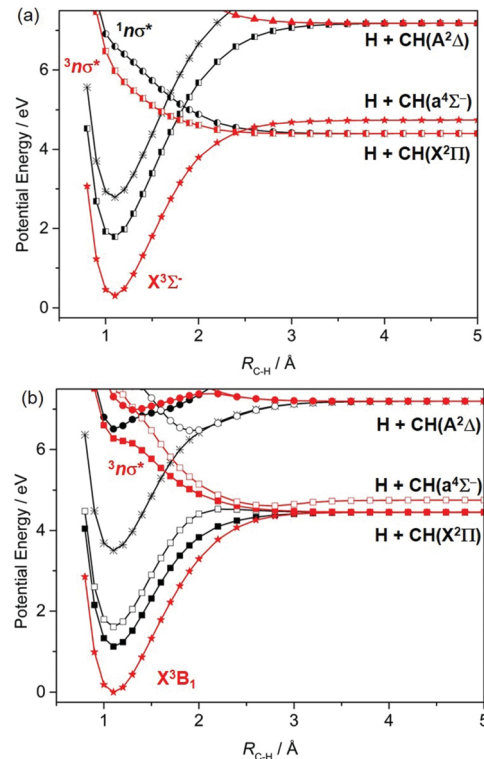 (a)
¹nσ*
³nσ*
H + CH(A²Δ)
H + CH(a⁴Σ⁻)
H + CH(X²Π)
X³Σ⁻
Potential Energy / eV
6
4
2
0
1 2 3 4 5
R_C-H / Å
(b)
³nσ*
H + CH(A²Δ)
H + CH(a⁴Σ⁻)
H + CH(X²Π)
X³B₁
Potential Energy / eV
6
4
2
0
1 2 3 4 5
R_C-H / Å